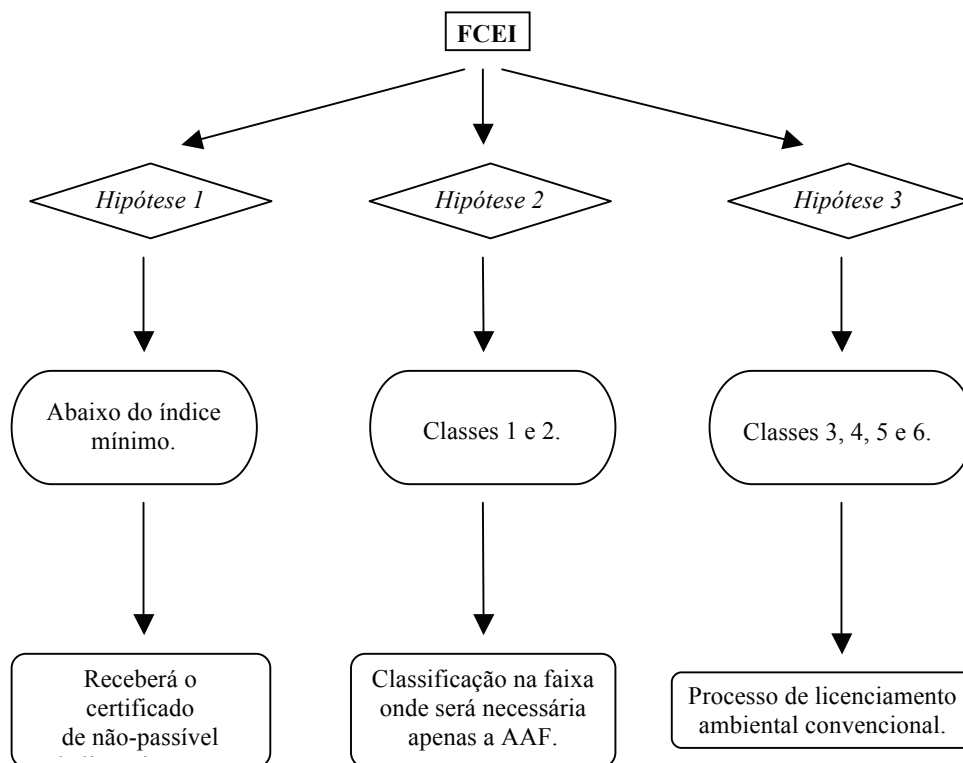 FCEI
Hipótese 1
Hipótese 2
Hipótese 3
Abaixo do índice
mínimo.
Classes 1 e 2.
Classes 3, 4, 5 e 6.
Receberá o
certificado
de não-passível
Classificação na faixa
onde será necessária
apenas a AAF.
Processo de licenciamento
ambiental convencional.